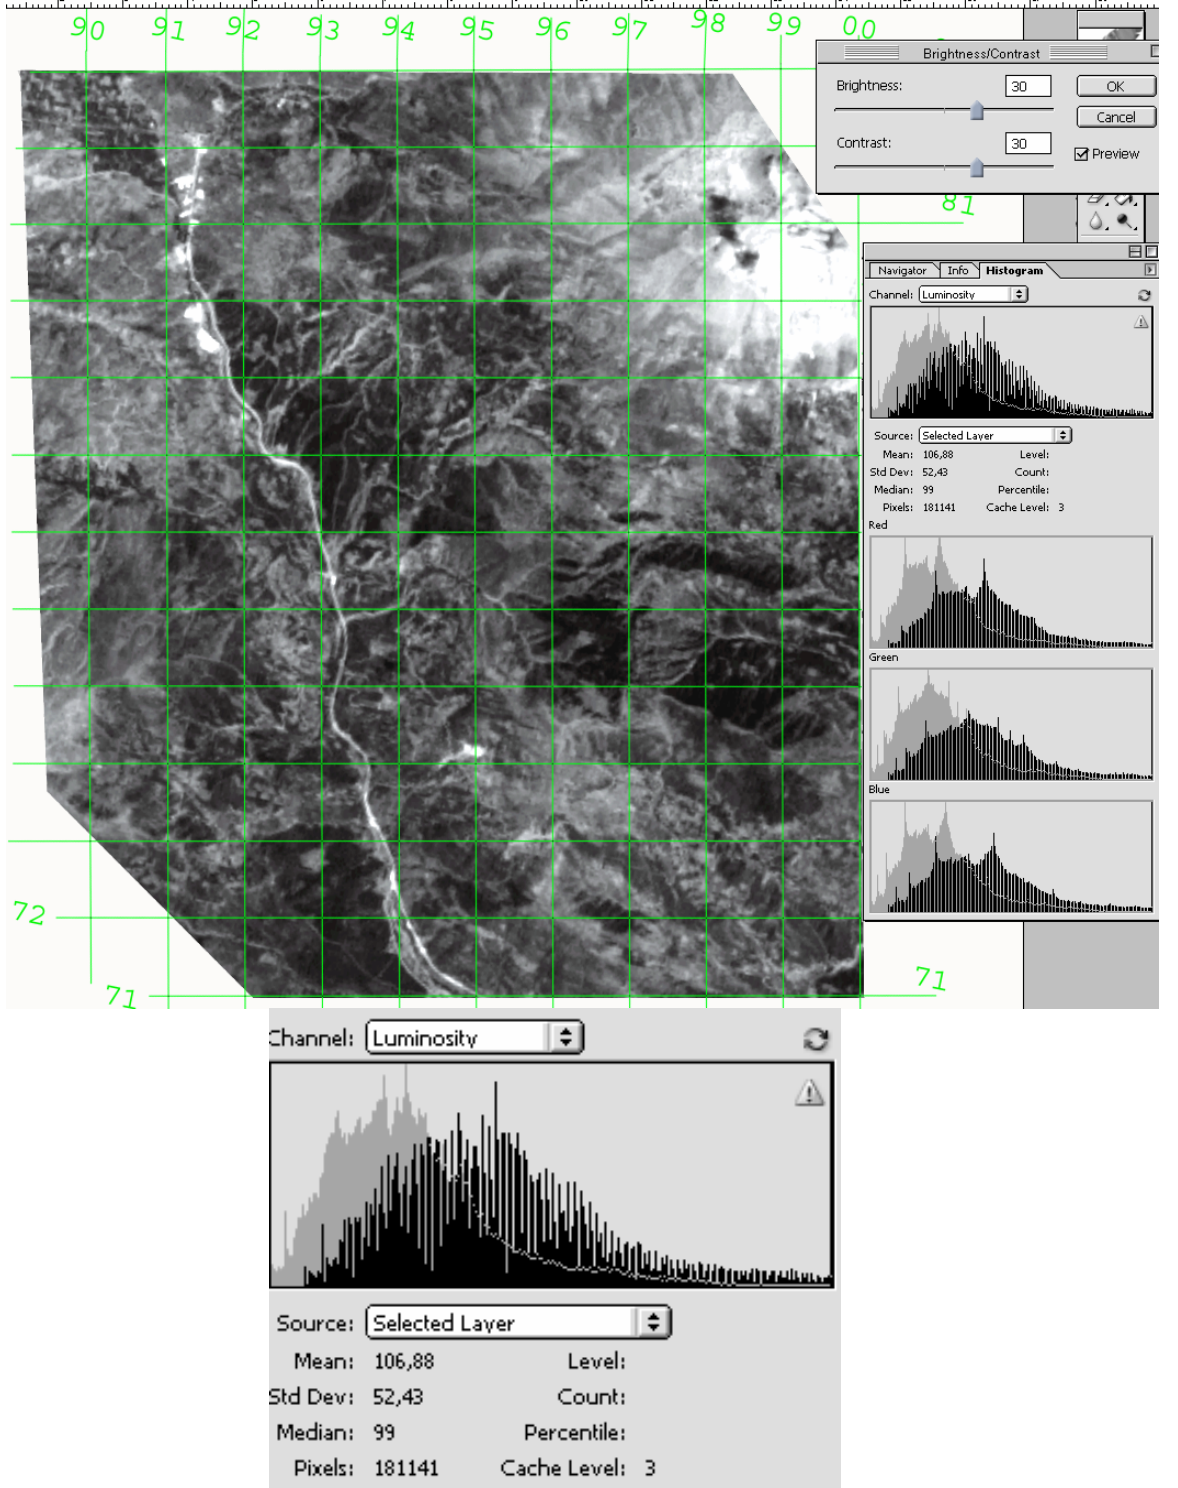 90 91 92 93 94 95 96 97 98 99 00
Brightness/Contrast
Brightness: 30
OK
Cancel
Contrast: 30
Preview
81
Navigator Info Histogram
Channel: Luminosity
Source: Selected Layer
Mean: 106,88 Level:
Std Dev: 52,43 Count:
Median: 99 Percentile:
Pixels: 181141 Cache Level: 3
Red
Green
Blue
72
71
71
Channel: Luminosity
Source: Selected Layer
Mean: 106,88 Level:
Std Dev: 52,43 Count:
Median: 99 Percentile:
Pixels: 181141 Cache Level: 3